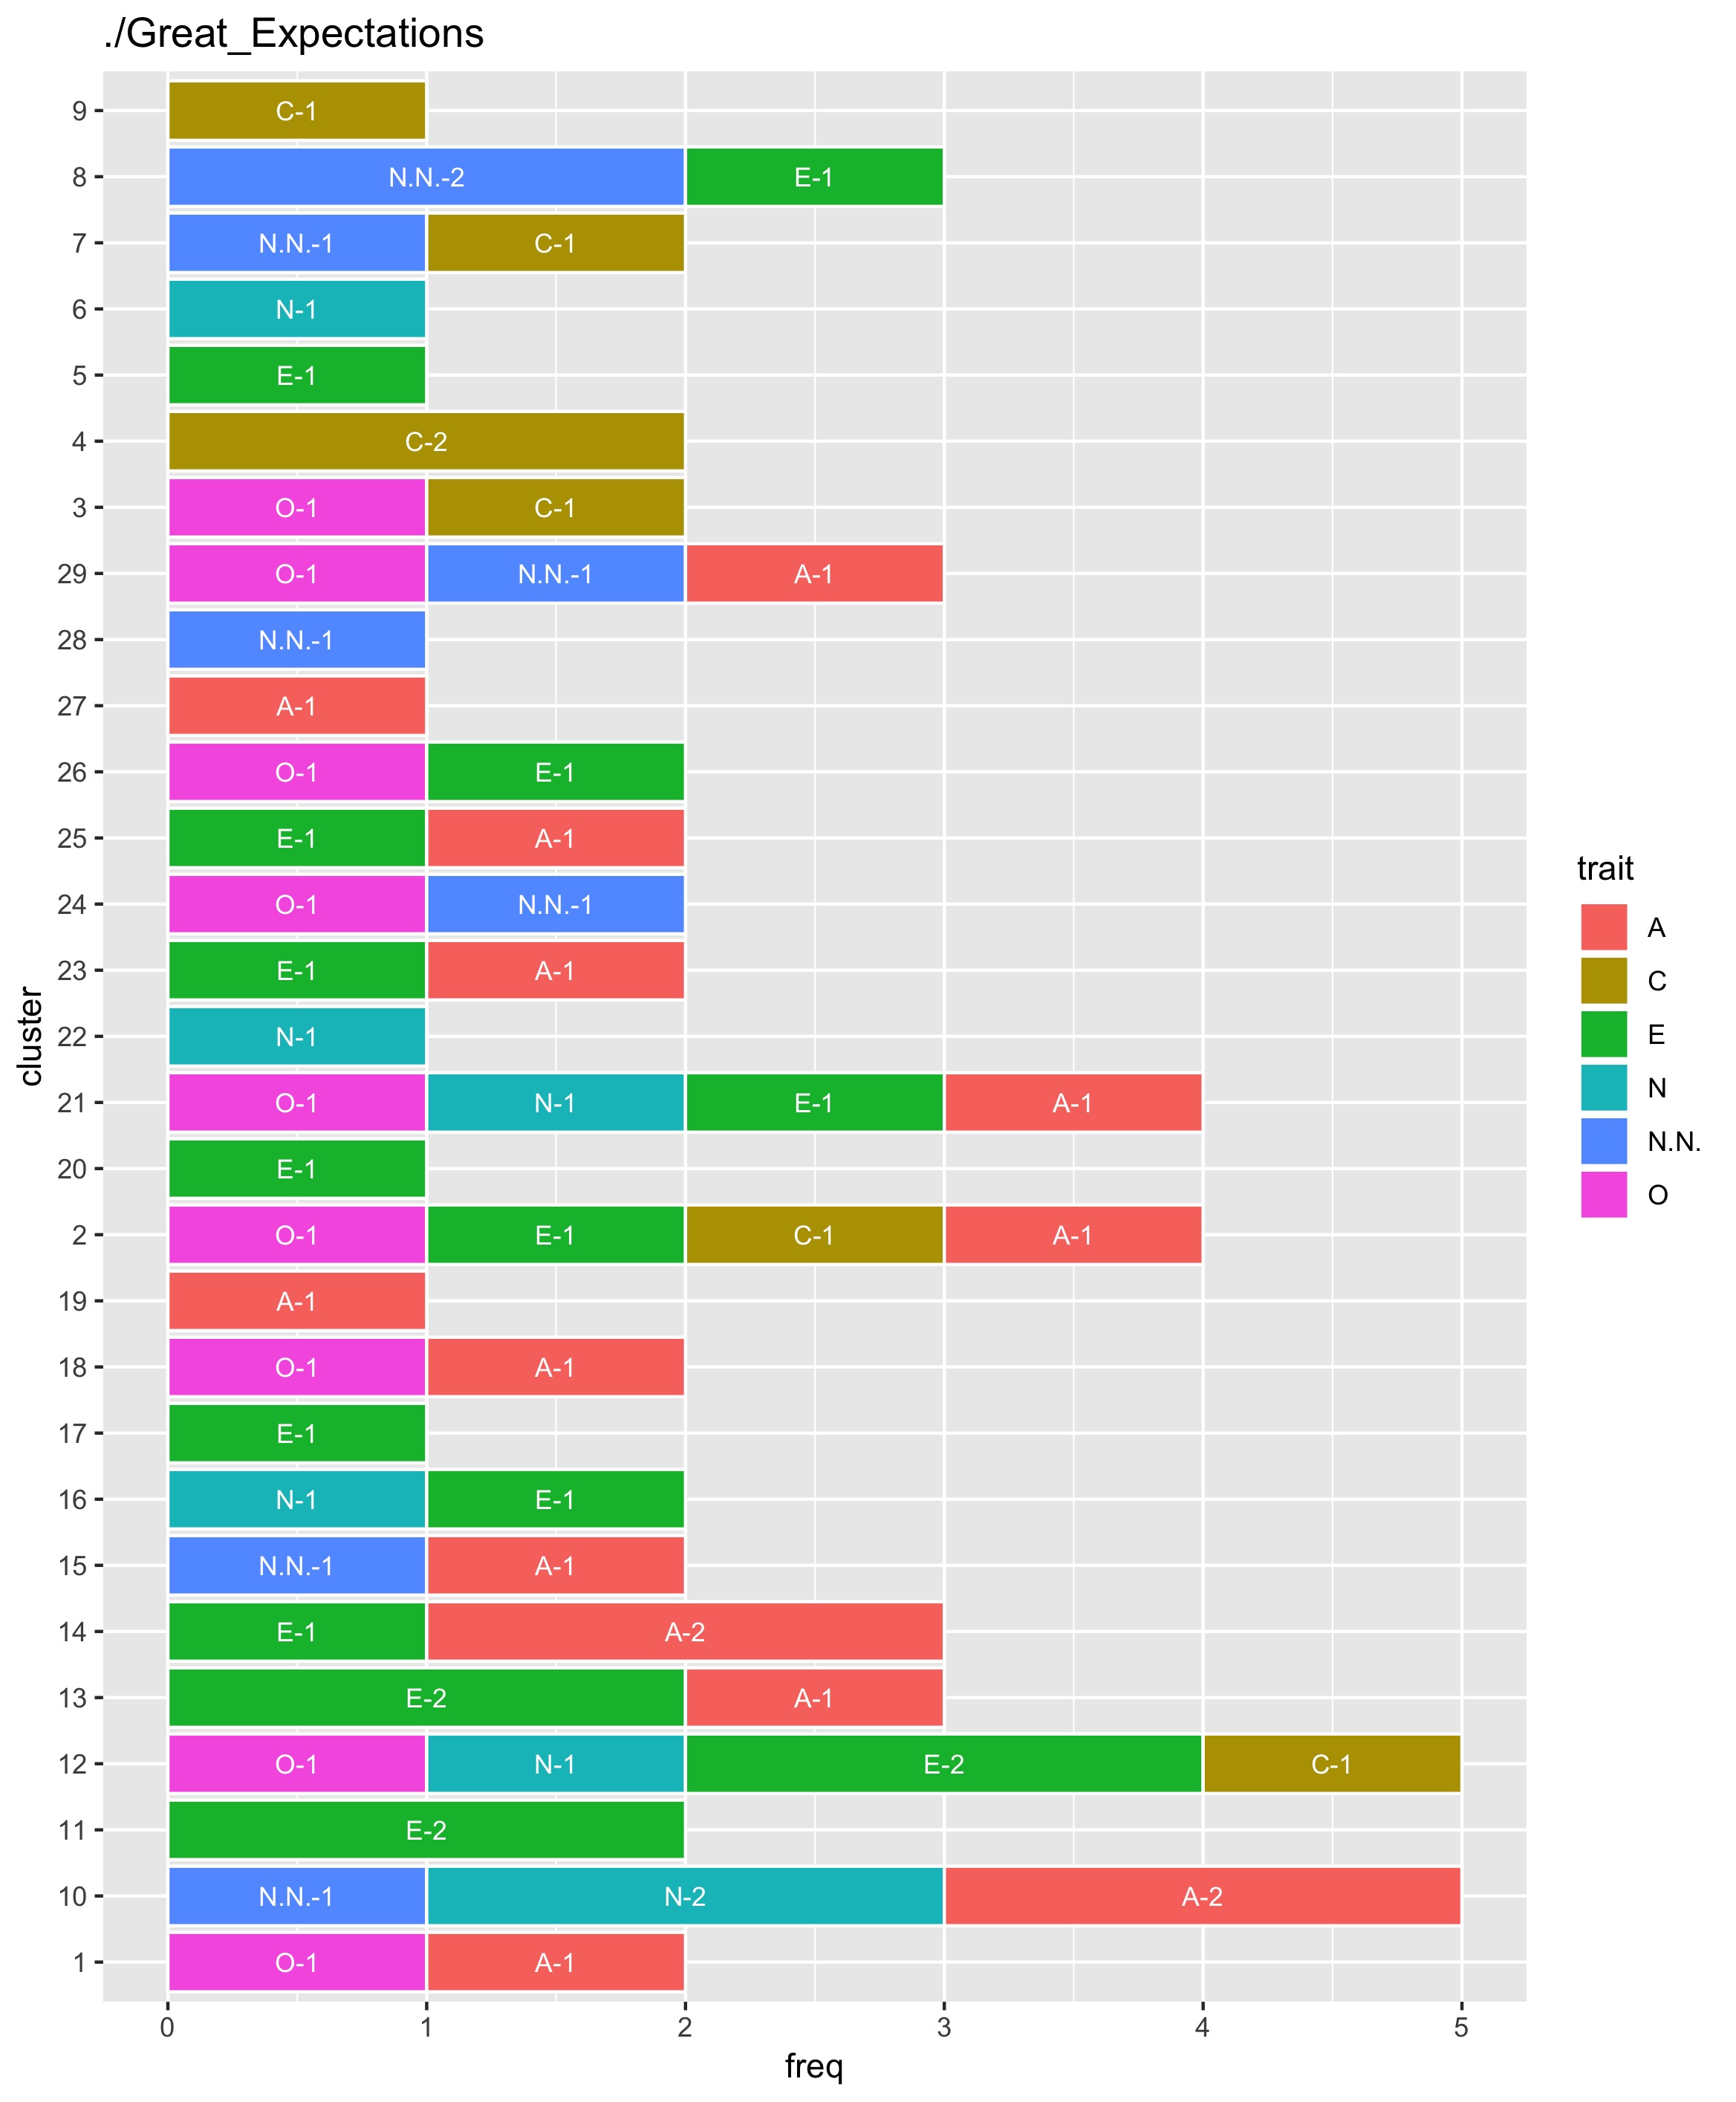 ./Great_Expectations
9 C-1
8 N.N.-2 E-1
7 N.N.-1 C-1
6 N-1
5 E-1
4 C-2
3 O-1 C-1
29 O-1 N.N.-1 A-1
28 N.N.-1
27 A-1
26 O-1 E-1
25 E-1 A-1
24 O-1 N.N.-1
23 E-1 A-1
22 N-1
21 O-1 N-1 E-1 A-1
20 E-1
2 O-1 E-1 C-1 A-1
19 A-1
18 O-1 A-1
17 E-1
16 N-1 E-1
15 N.N.-1 A-1
14 E-1 A-2
13 E-2 A-1
12 O-1 N-1 E-2 C-1
11 E-2
10 N.N.-1 N-2 A-2
1 O-1 A-1
0 1 2 3 4 5
freq
cluster
trait
A
C
E
N
N.N.
O